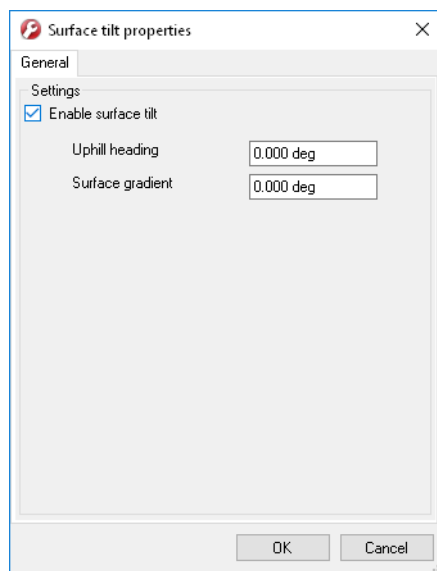 Surface tilt properties
General
Settings
Enable surface tilt
Uphill heading 0.000 deg
Surface gradient 0.000 deg
OK Cancel